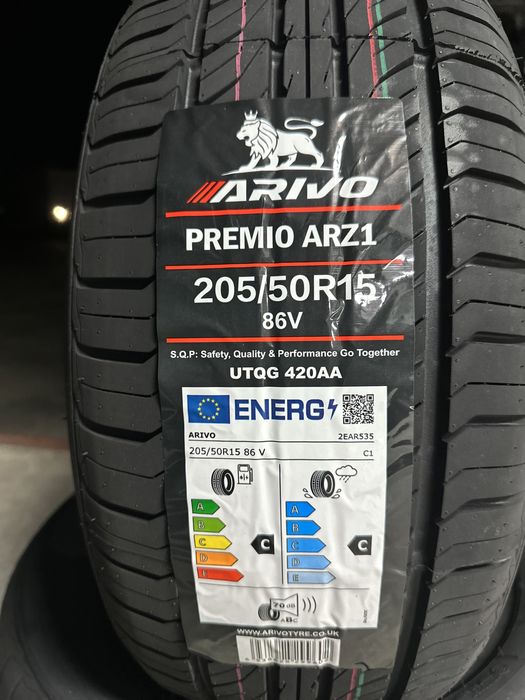 ARIVO
PREMIO ARZ1
205/50R15
86V
S.Q.P: Safety, Quality & Performance Go Together
UTQG 420AA
ENERG
ARIVO 2EAR535
205/50R15 86 V C1
A A
B B
C C C C
D D
E E
70 dB
ABC
WWW.ARIVOTYRE.CO.UK